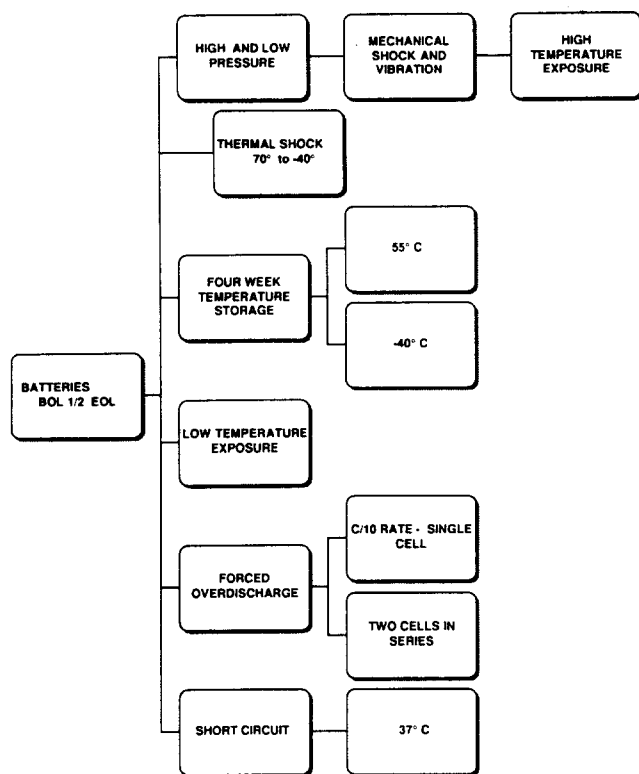 HIGH AND LOW
PRESSURE
MECHANICAL
SHOCK AND
VIBRATION
HIGH
TEMPERATURE
EXPOSURE
THERMAL SHOCK
70° to -40°
FOUR WEEK
TEMPERATURE
STORAGE
55° C
-40° C
BATTERIES
BOL 1/2 EOL
LOW TEMPERATURE
EXPOSURE
FORCED
OVERDISCHARGE
C/10 RATE - SINGLE
CELL
TWO CELLS IN
SERIES
SHORT CIRCUIT
37° C